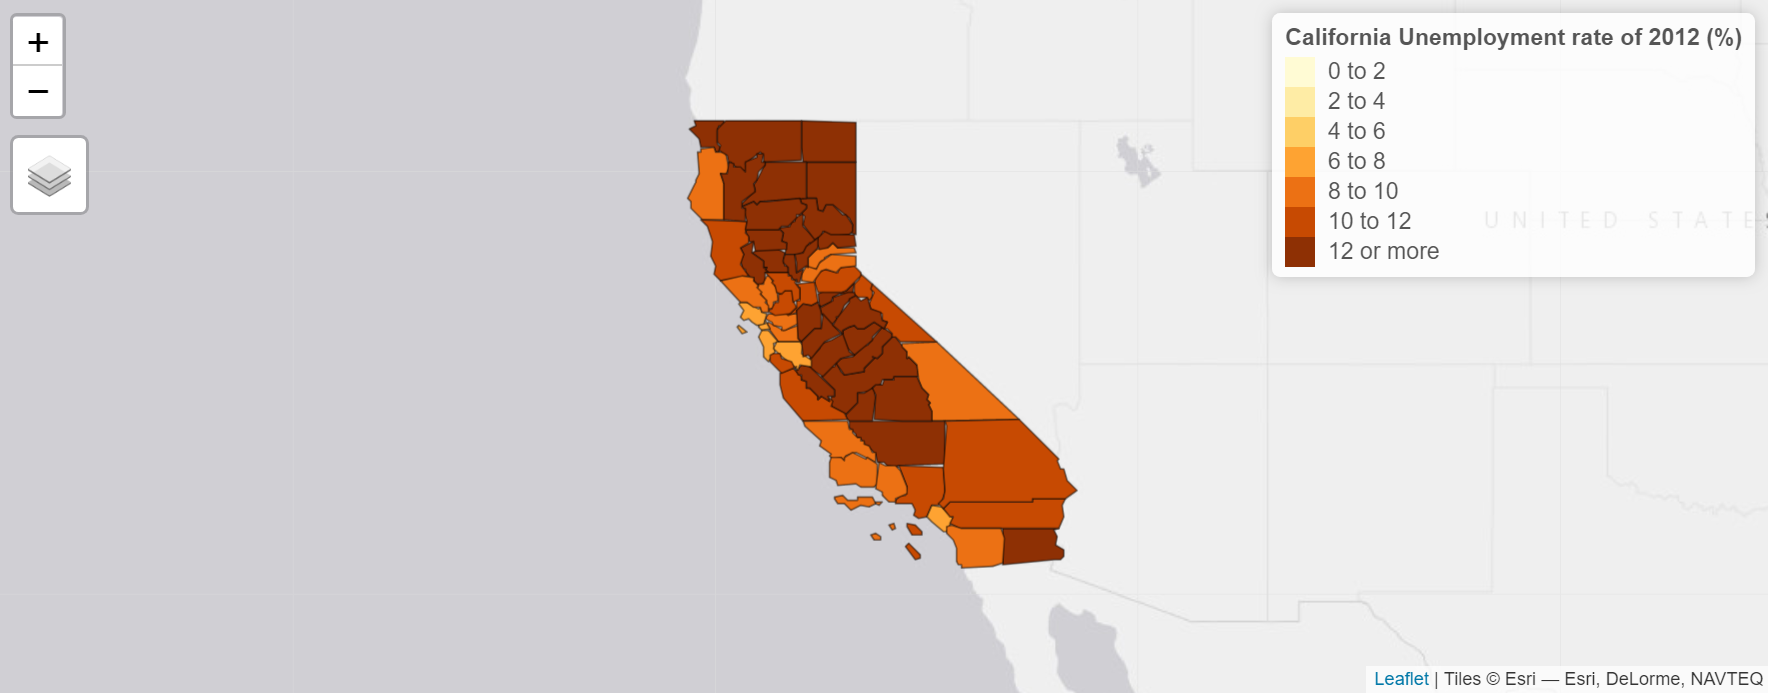 +
−
California Unemployment rate of 2012 (%)
0 to 2
2 to 4
4 to 6
6 to 8
8 to 10
10 to 12
12 or more
UNITED STATES
Leaflet | Tiles © Esri — Esri, DeLorme, NAVTEQ